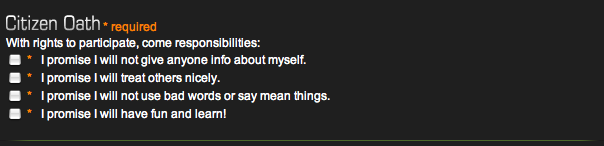 Citizen Oath * required
With rights to participate, come responsibilities:
* I promise I will not give anyone info about myself.
* I promise I will treat others nicely.
* I promise I will not use bad words or say mean things.
* I promise I will have fun and learn!